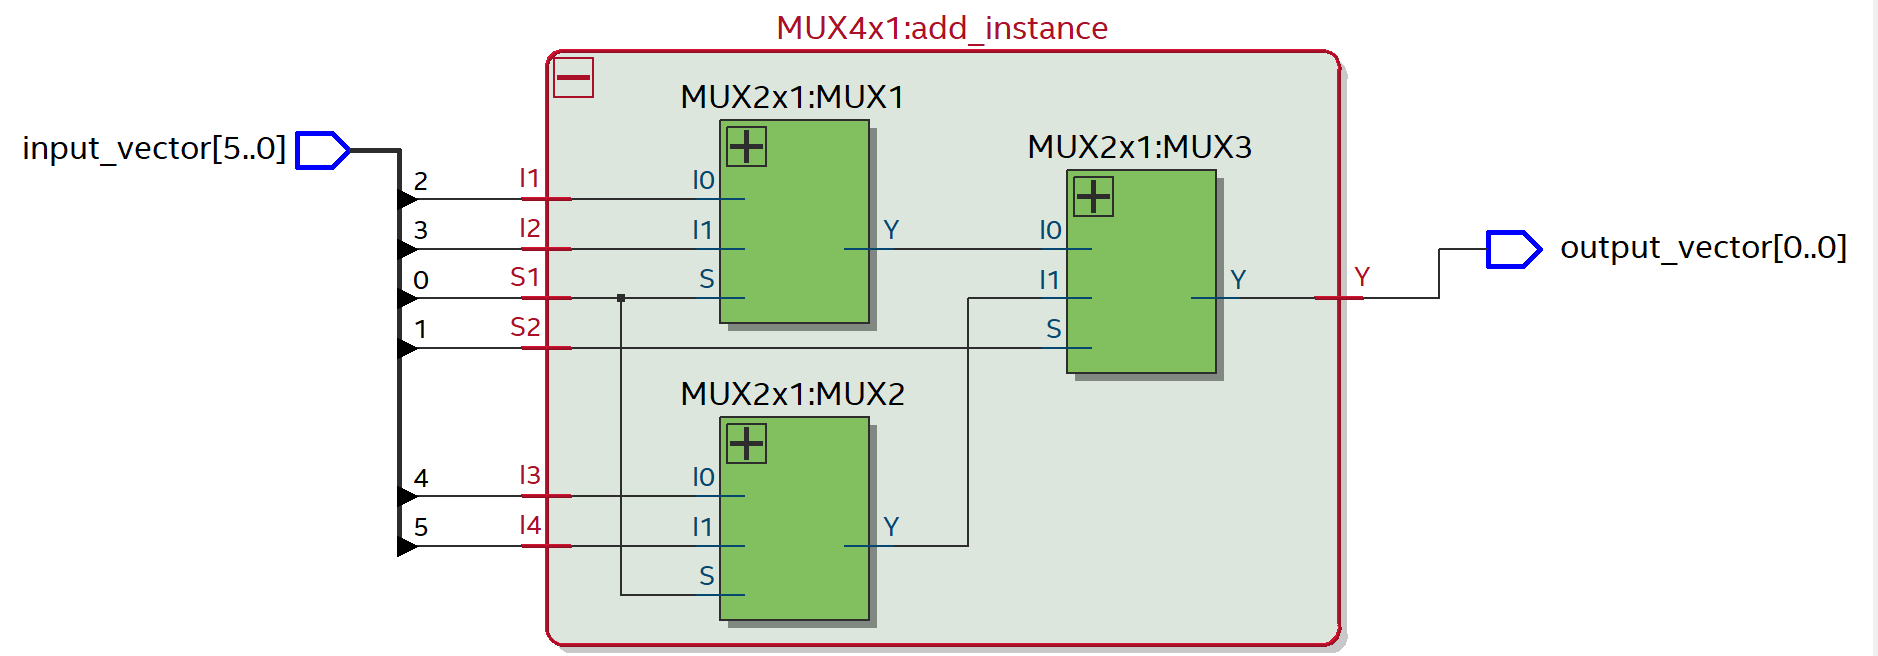 MUX4x1:add_instance
MUX2x1:MUX1
input_vector[5..0]
MUX2x1:MUX3
2 I1 I0
3 I2 I1 Y I0
0 S1 S I1 Y Y
output_vector[0..0]
1 S2 S
MUX2x1:MUX2
4 I3 I0
5 I4 I1 Y
S